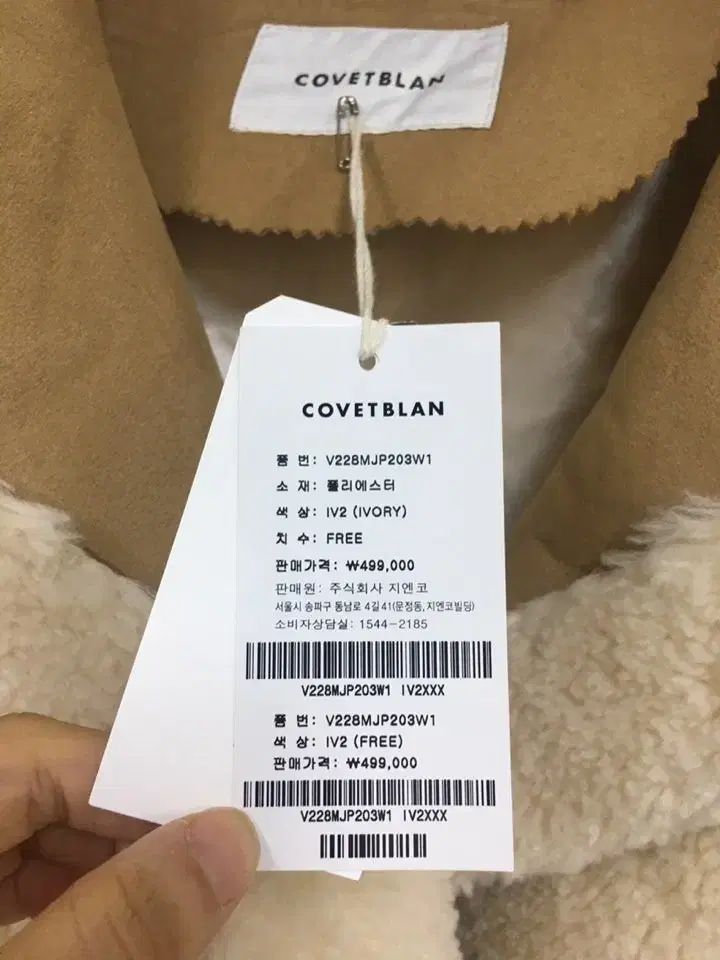 COVETBLAN
COVETBLAN
품 번: V228MJP203W1
소 재: 폴리에스터
색 상: IV2 (IVORY)
치 수: FREE
판매가격: ₩499,000
판매원: 주식회사 지엔코
서울시 송파구 동남로 4길 41(문정동, 지엔코빌딩)
소비자상담실: 1544-2185
V228MJP203W1 IV2XXX
품 번: V228MJP203W1
색 상: IV2 (FREE)
판매가격: ₩499,000
V228MJP203W1 IV2XXX